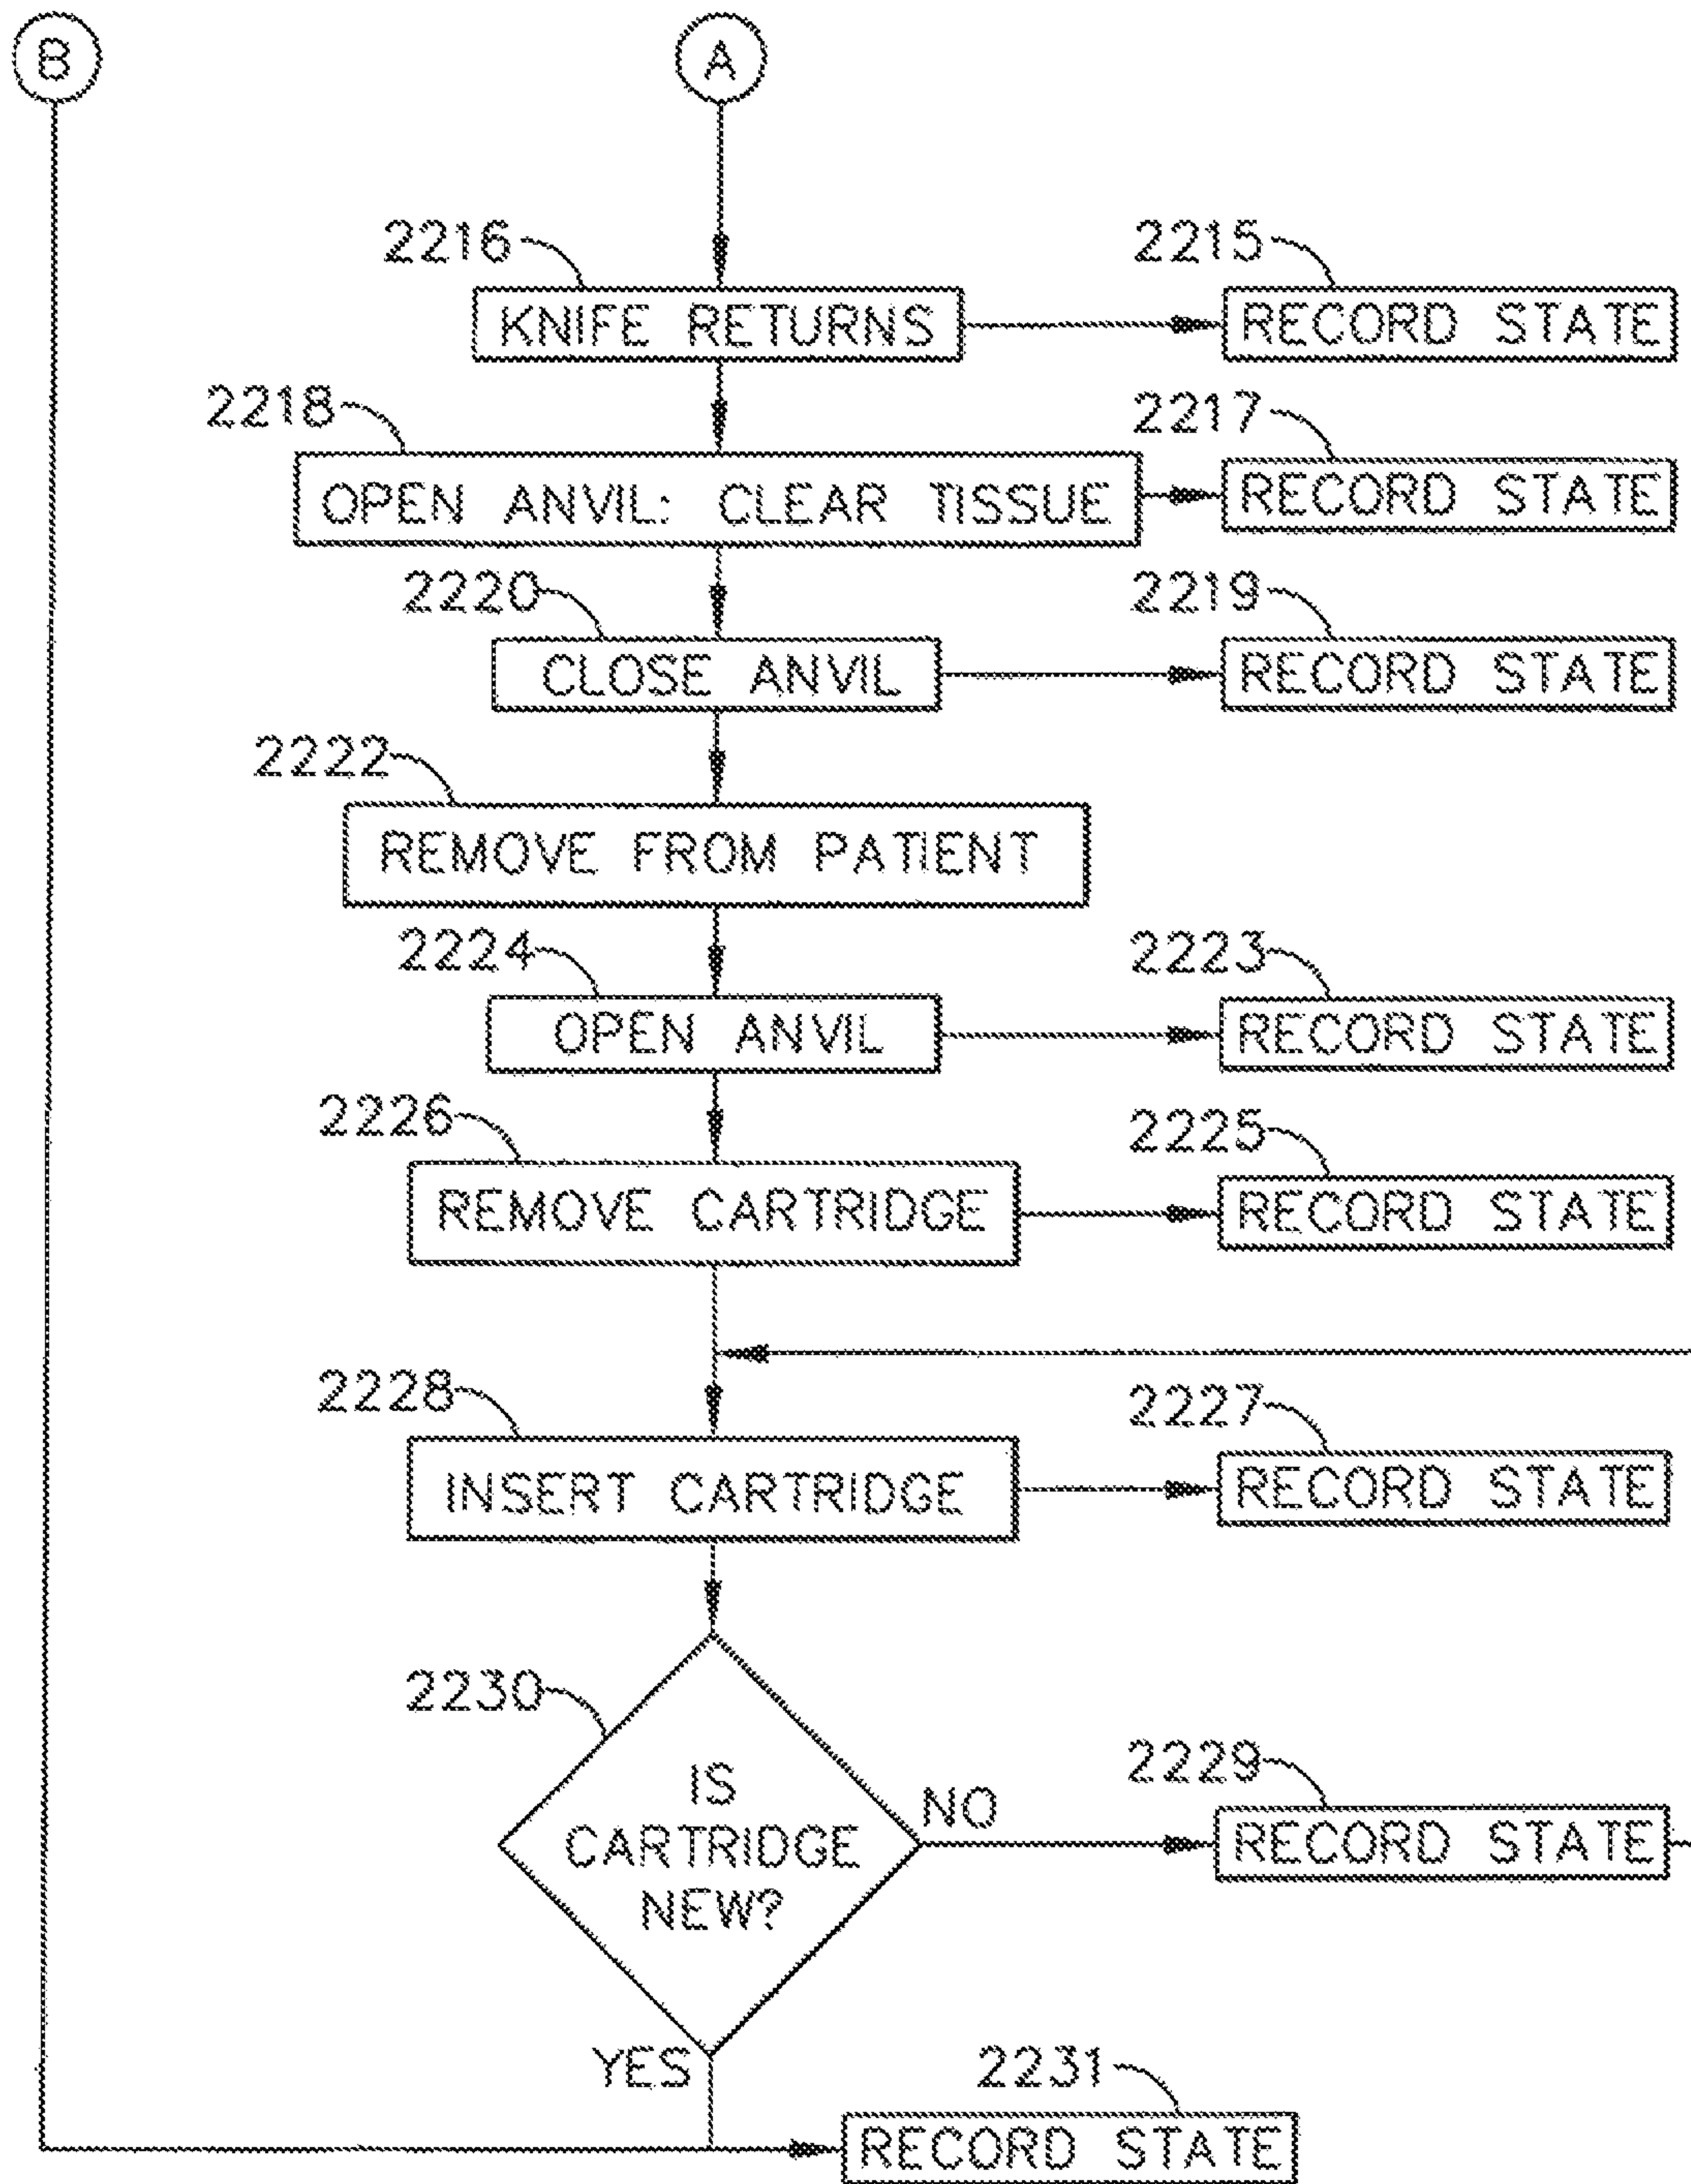 B
A
2216
2215
KNIFE RETURNS
RECORD STATE
2218
2217
OPEN ANVIL: CLEAR TISSUE
RECORD STATE
2220
2219
CLOSE ANVIL
RECORD STATE
2222
REMOVE FROM PATIENT
2224
2223
OPEN ANVIL
RECORD STATE
2226
2225
REMOVE CARTRIDGE
RECORD STATE
2228
2227
INSERT CARTRIDGE
RECORD STATE
2230
2229
IS
CARTRIDGE
NEW?
NO
RECORD STATE
YES
2231
RECORD STATE